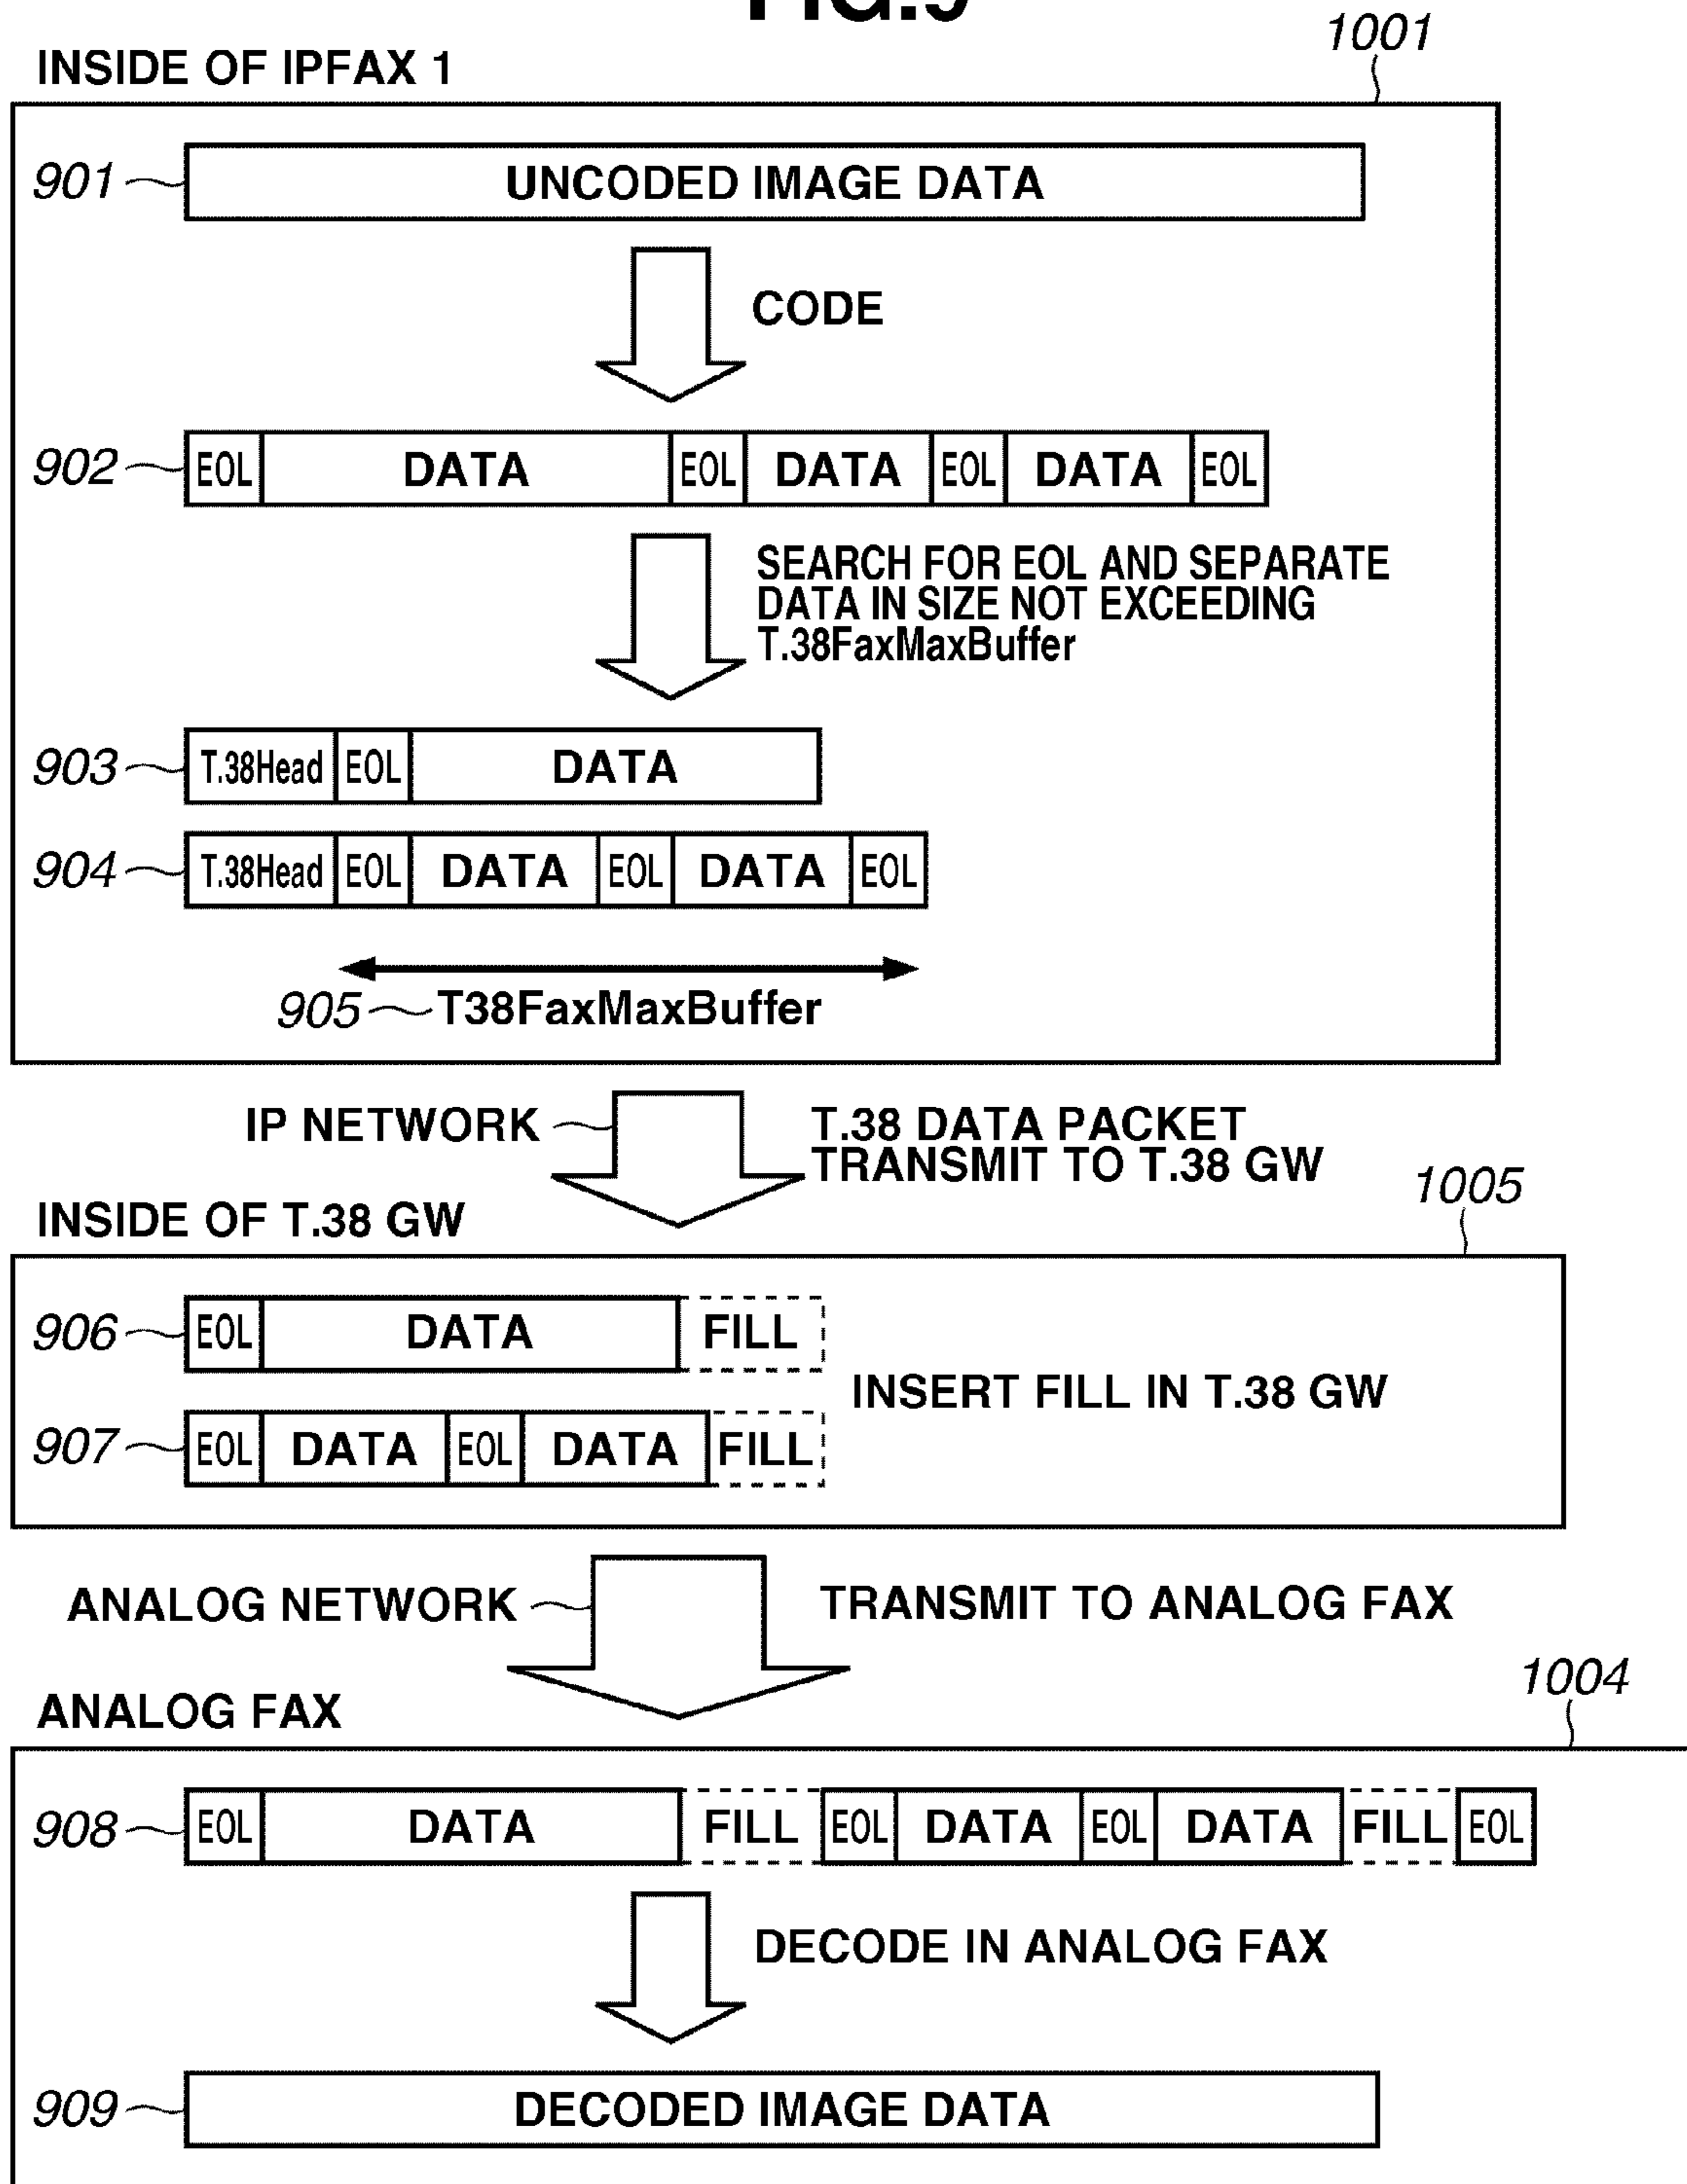 FIG.9
1001
INSIDE OF IPFAX 1
901 UNCODED IMAGE DATA
CODE
902 EOL DATA EOL DATA EOL DATA EOL
SEARCH FOR EOL AND SEPARATE
DATA IN SIZE NOT EXCEEDING
T.38FaxMaxBuffer
903 T.38Head EOL DATA
904 T.38Head EOL DATA EOL DATA EOL
905 T38FaxMaxBuffer
IP NETWORK
T.38 DATA PACKET
TRANSMIT TO T.38 GW
1005
INSIDE OF T.38 GW
906 EOL DATA FILL
INSERT FILL IN T.38 GW
907 EOL DATA EOL DATA FILL
ANALOG NETWORK
TRANSMIT TO ANALOG FAX
1004
ANALOG FAX
908 EOL DATA FILL EOL DATA EOL DATA FILL EOL
DECODE IN ANALOG FAX
909 DECODED IMAGE DATA